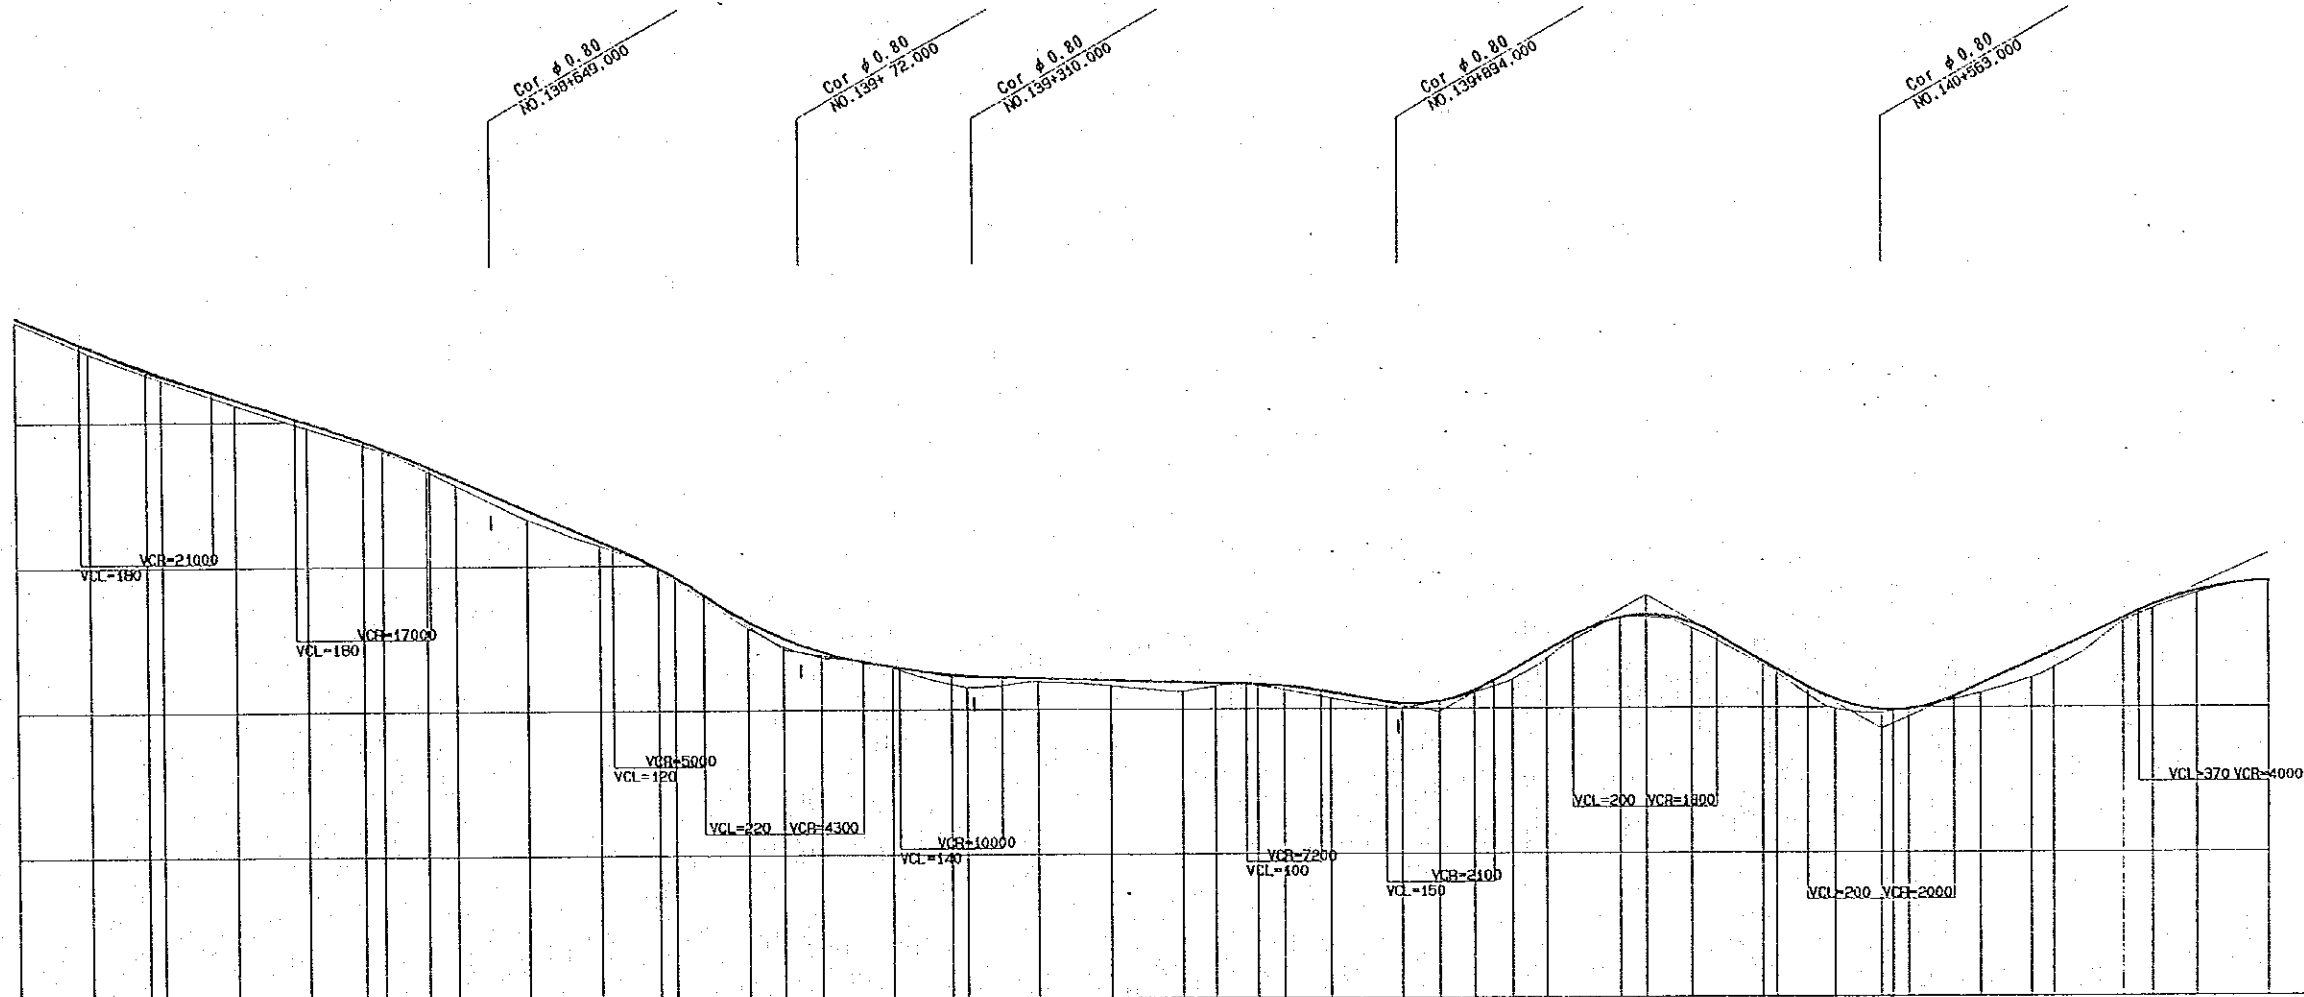 Cor φ0.80
NO.138+649.000
Cor φ0.80
NO.139+ 72.000
Cor φ0.80
NO.139+310.000
Cor φ0.80
NO.139+894.000
Cor φ0.80
NO.140+563.000
VCR=21000
VCL=180
VCR=17000
VCL=180
VCR=5000
VCL=120
VCL=220 VCR=4300
VCR=10000
VCL=140
VCR=7200
VCL=100
VCR=2100
VCL=150
VCL=200 VCR=1800
VCL=200 VCR=2000
VCL=370 VCR=4000